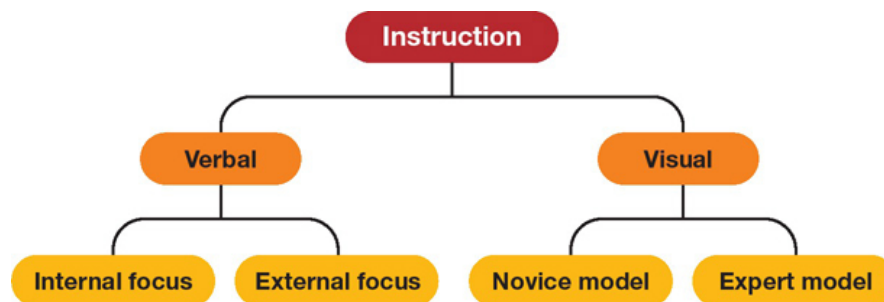 Instruction
Verbal
Visual
Internal focus
External focus
Novice model
Expert model